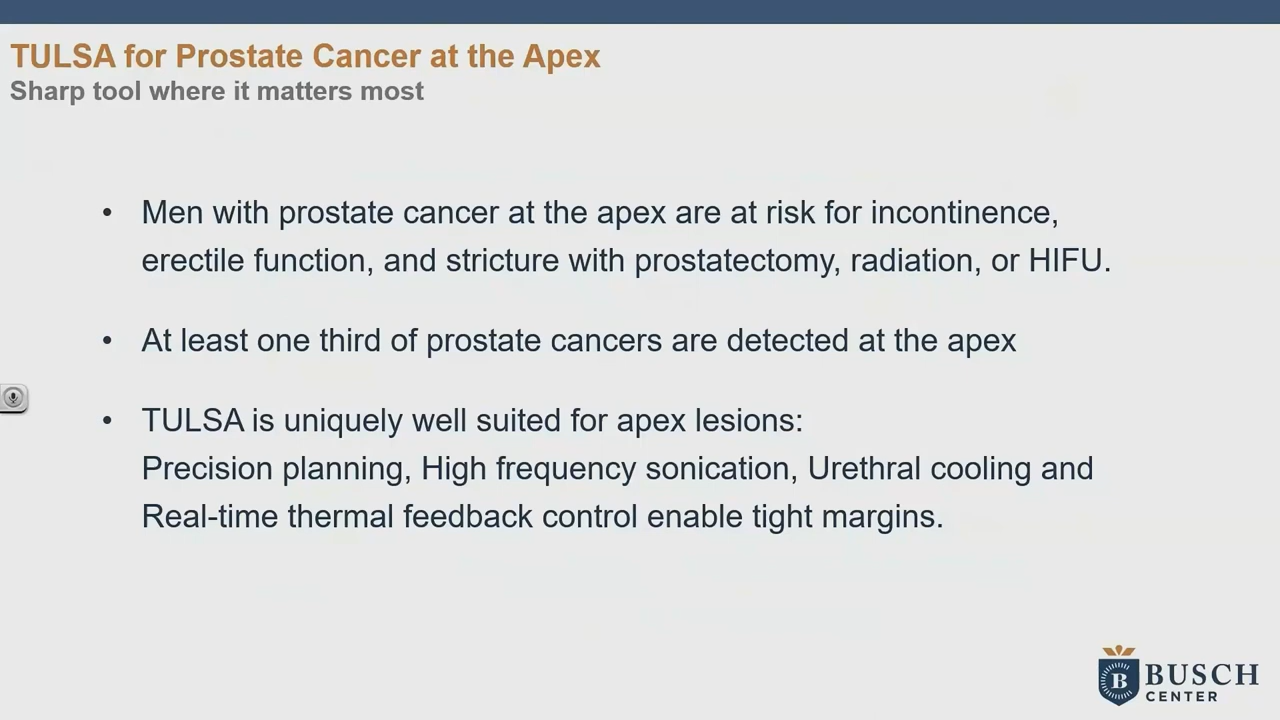 TULSA for Prostate Cancer at the Apex
Sharp tool where it matters most
• Men with prostate cancer at the apex are at risk for incontinence,
erectile function, and stricture with prostatectomy, radiation, or HIFU.
• At least one third of prostate cancers are detected at the apex
• TULSA is uniquely well suited for apex lesions:
Precision planning, High frequency sonication, Urethral cooling and
Real-time thermal feedback control enable tight margins.
B
BUSCH
CENTER